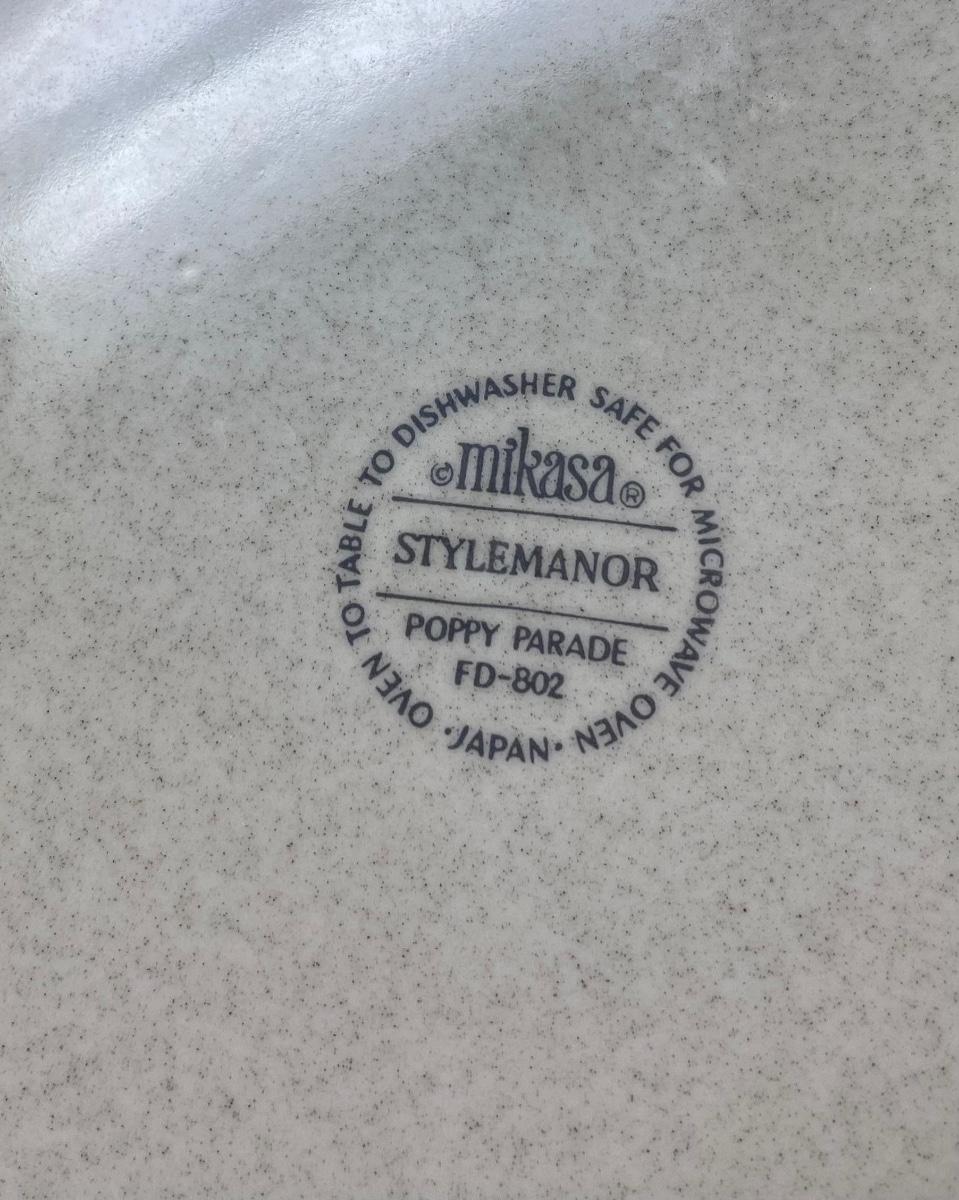 OVEN TO TABLE TO DISHWASHER SAFE FOR MICROWAVE OVEN
©mikasa®
STYLEMANOR
POPPY PARADE
FD-802
·JAPAN·